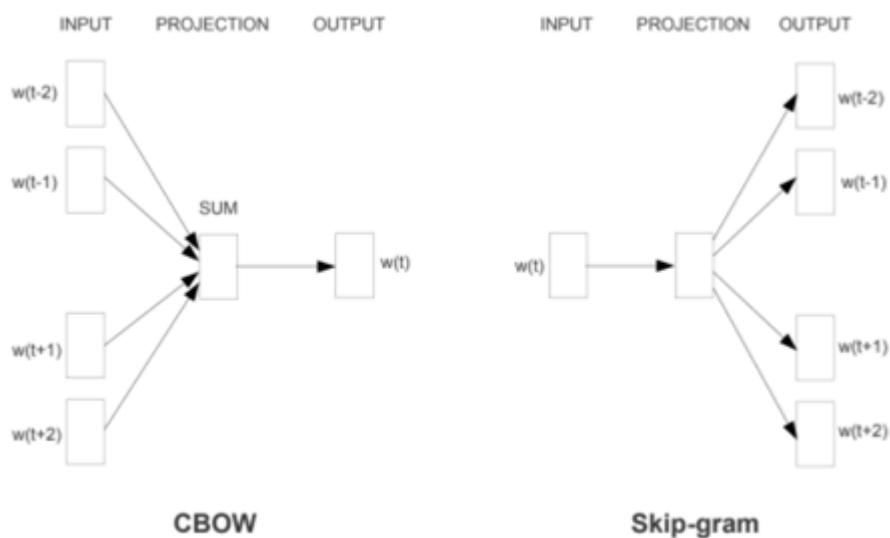 INPUT PROJECTION OUTPUT
w(t-2)
w(t-1)
SUM
w(t)
w(t+1)
w(t+2)
CBOW
INPUT PROJECTION OUTPUT
w(t-2)
w(t-1)
w(t)
w(t+1)
w(t+2)
Skip-gram